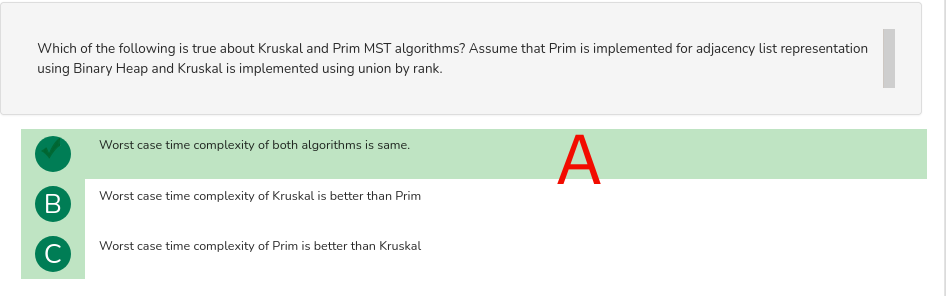 Which of the following is true about Kruskal and Prim MST algorithms? Assume that Prim is implemented for adjacency list representation
using Binary Heap and Kruskal is implemented using union by rank.
Worst case time complexity of both algorithms is same.
A
B Worst case time complexity of Kruskal is better than Prim
C Worst case time complexity of Prim is better than Kruskal